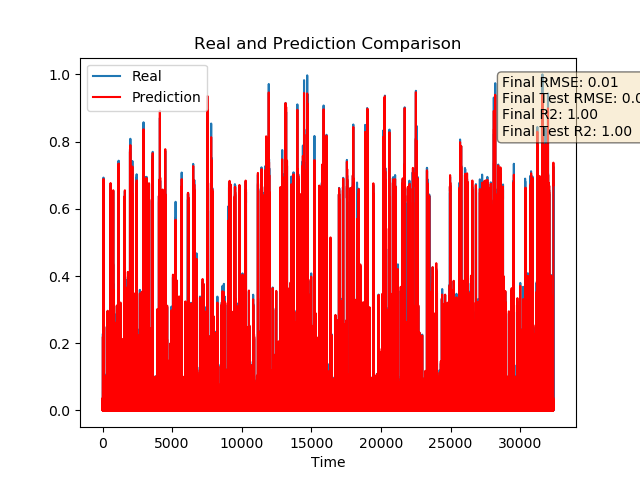 Real and Prediction Comparison
Real
Prediction
Final RMSE: 0.01
Final Test RMSE: 0.0
Final R2: 1.00
Final Test R2: 1.00
1.0
0.8
0.6
0.4
0.2
0.0
0 5000 10000 15000 20000 25000 30000
Time